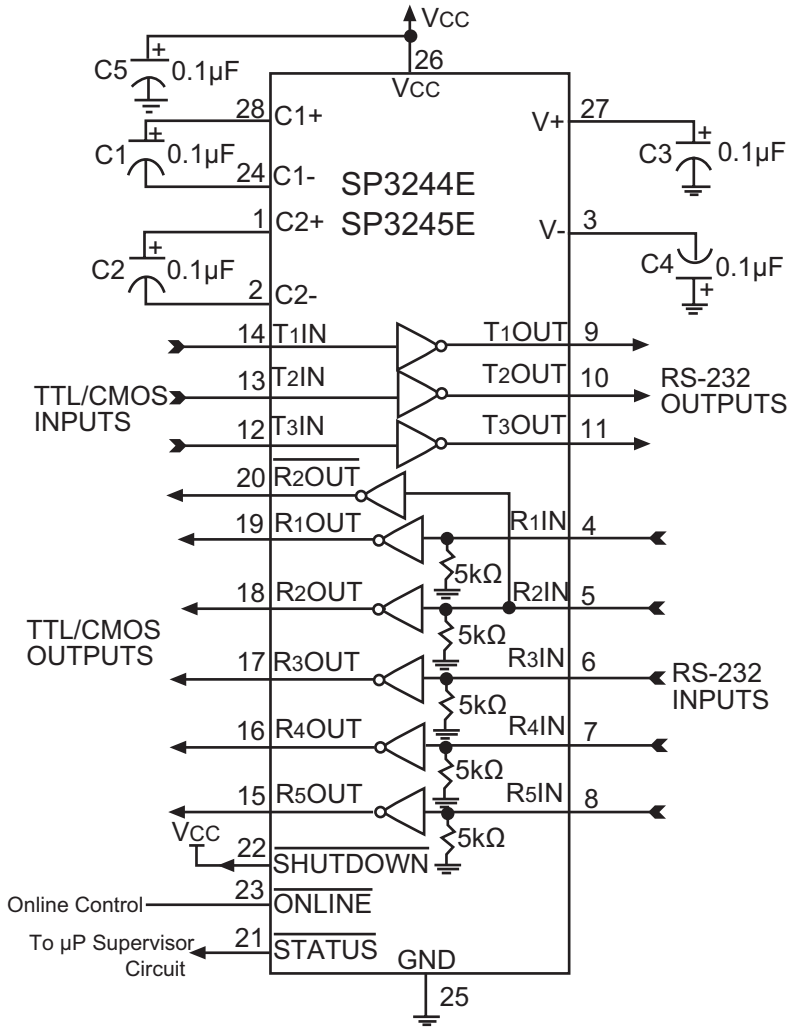 VCC
26
VCC
C5
+
0.1µF
28
C1+
C1
+
0.1µF
24
C1-
SP3244E
SP3245E
V+
27
+
C3
0.1µF
1
C2+
C2
+
0.1µF
2
C2-
V-
3
C4
0.1µF
+
14
T1IN
T1OUT
9
13
T2IN
T2OUT
10
TTL/CMOS
INPUTS
RS-232
OUTPUTS
12
T3IN
T3OUT
11
20
R2OUT
19
R1OUT
R1IN
4
5kΩ
18
R2OUT
R2IN
5
5kΩ
TTL/CMOS
OUTPUTS
17
R3OUT
R3IN
6
5kΩ
RS-232
INPUTS
16
R4OUT
R4IN
7
5kΩ
15
R5OUT
R5IN
8
5kΩ
VCC
22
SHUTDOWN
Online Control
23
ONLINE
To µP Supervisor
Circuit
21
STATUS
GND
25